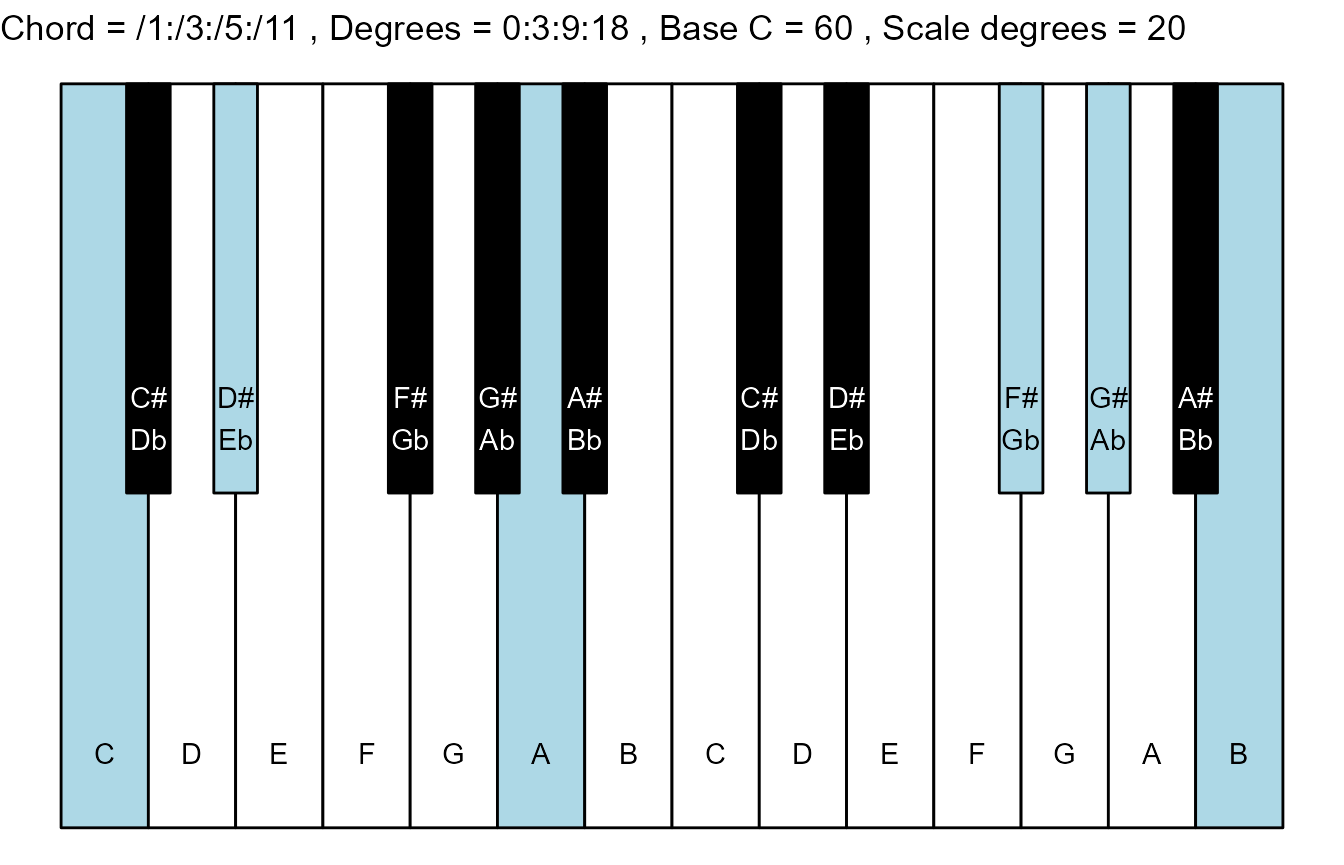 Chord = /1:/3:/5:/11 , Degrees = 0:3:9:18 , Base C = 60 , Scale degrees = 20
C# D# F# G# A# C# D# F# G# A#
Db Eb Gb Ab Bb Db Eb Gb Ab Bb
C D E F G A B C D E F G A B